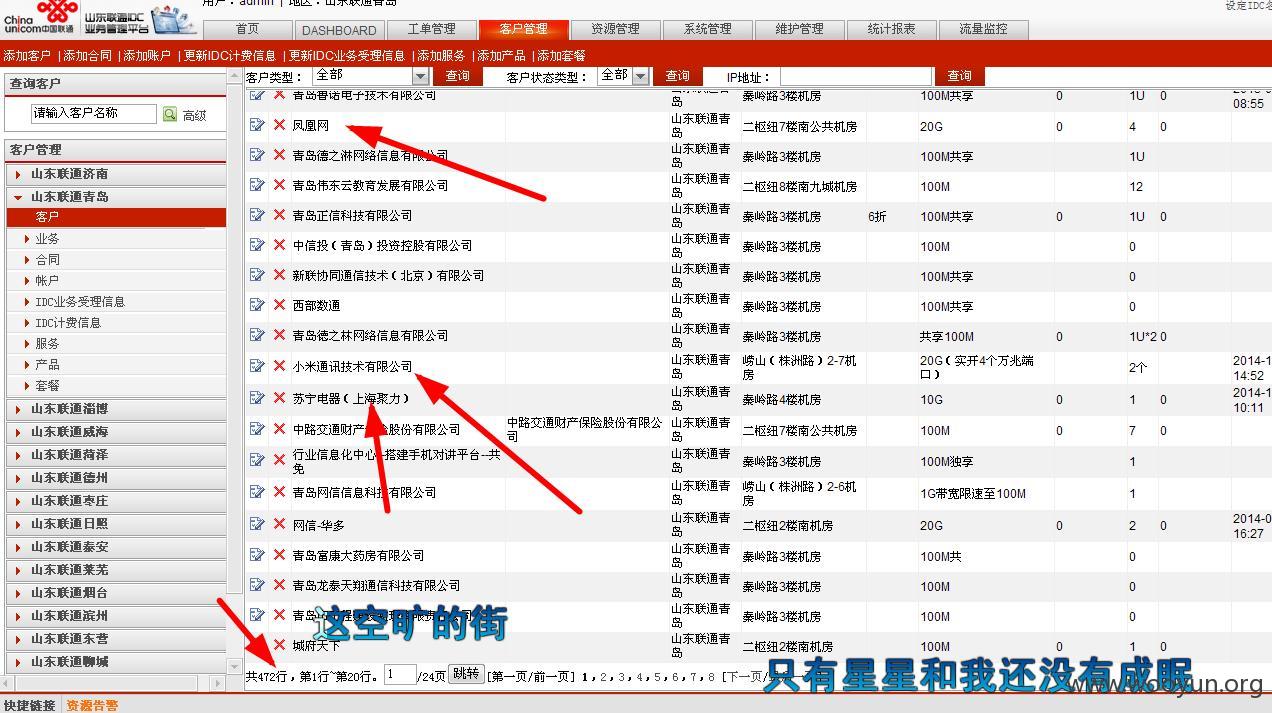 用户：admin | 地区：山东联通青岛
设定IDC名
China unicom中国联通
山东联通IDC
业务管理平台
首页 DASHBOARD 工单管理 客户管理 资源管理 系统管理 维护管理 统计报表 流量监控
添加客户 |添加合同 |添加账户 |更新IDC计费信息 |更新IDC业务受理信息 |添加服务 |添加产品 |添加套餐
查询客户
请输入客户名称 高级
客户管理
山东联通济南
山东联通青岛
客户
业务
合同
帐户
IDC业务受理信息
IDC计费信息
服务
产品
套餐
山东联通淄博
山东联通威海
山东联通菏泽
山东联通德州
山东联通枣庄
山东联通日照
山东联通泰安
山东联通莱芜
山东联通烟台
山东联通滨州
山东联通东营
山东联通聊城
客户类型： 全部 查询 客户状态类型： 全部 查询 IP地址： 查询
青岛鲁诺电子技术有限公司 山东联通青岛 秦岭路3楼机房 100M共享 0 1U 0 08:55
凤凰网 山东联通青岛 二枢纽7楼南公共机房 20G 0 4 0
青岛德之淋网络信息有限公司 山东联通青岛 秦岭路3楼机房 100M共享 1U
青岛伟东云教育发展有限公司 山东联通青岛 二枢纽8楼南九城机房 100M 12
青岛正信科技有限公司 山东联通青岛 秦岭路3楼机房 6折 100M共享 0 1U 0
中信投（青岛）投资控股有限公司 山东联通青岛 秦岭路3楼机房 100M 0
新联协同通信技术（北京）有限公司 山东联通青岛 秦岭路3楼机房 100M共享 0
西部数通 山东联通青岛 秦岭路3楼机房 100M共享 0
青岛德之林网络信息有限公司 山东联通青岛 秦岭路3楼机房 共享100M 0 1U*2 0
小米通讯技术有限公司 山东联通青岛 崂山（株洲路）2-7机房 20G（实开4个万兆端口） 2个 2014-1 14:52
苏宁电器（上海聚力） 山东联通青岛 秦岭路4楼机房 10G 0 1 0 2014-1 10:11
中路交通财产保险股份有限公司 中路交通财产保险股份有限公司 山东联通青岛 二枢纽7楼南公共机房 100M 0 7 0
行业信息化中心--搭建手机对讲平台--共免 山东联通青岛 秦岭路3楼机房 100M独享 1
青岛网信信息科技有限公司 山东联通青岛 崂山（株洲路）2-6机房 1G带宽限速至100M 1
网信-华多 山东联通青岛 二枢纽2楼南机房 20G 0 2 0 2014-0 16:27
青岛富康大药房有限公司 山东联通青岛 秦岭路3楼机房 100M共 0
青岛龙泰天翔通信科技有限公司 山东联通青岛 秦岭路3楼机房 100M 0
青岛 山东联通青岛 秦岭路3楼机房 100M 0
城府天下 山东联通青岛 二枢纽2楼南机房 100M 0 1 0
共472行，第1行 第20行。 1 /24页 跳转 [第一页/前一页] 1，2，3，4，5，6，7，8 [下一页/
这空旷的街
只有星星和我还没有成眠
www.wooyun.org
快捷链接 资源告警